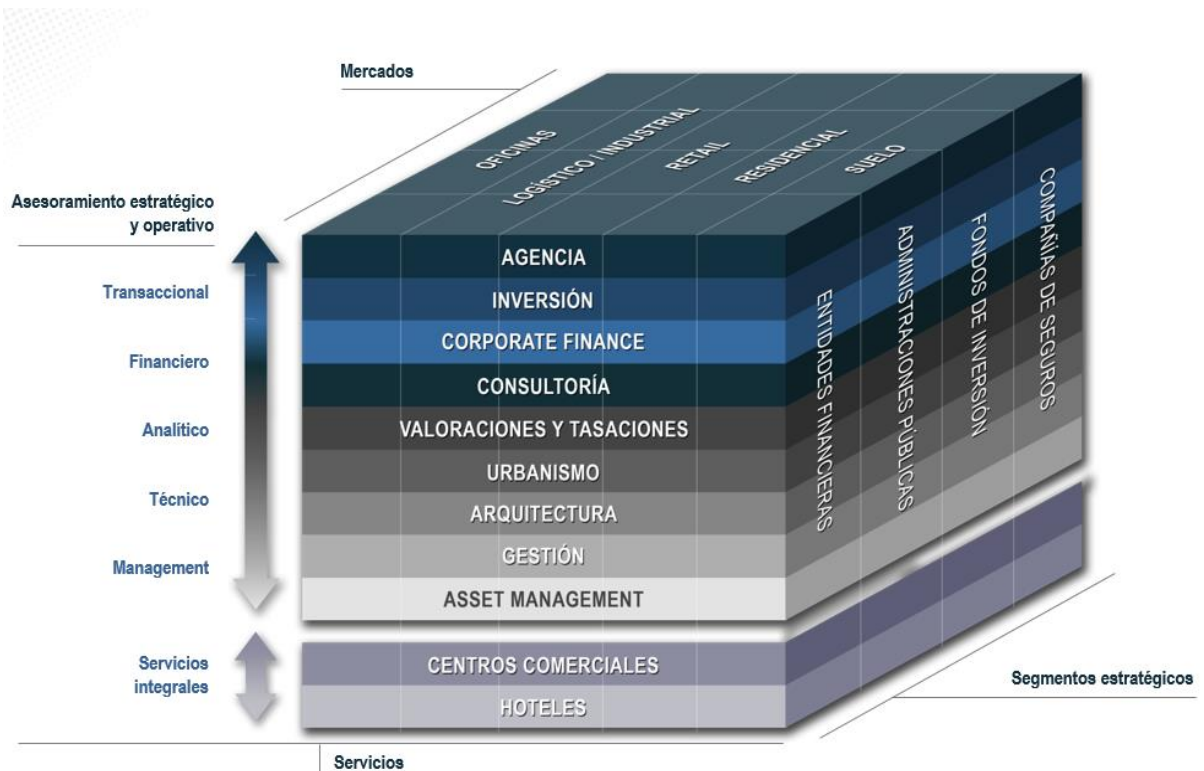 Mercados
OFICINAS
LOGÍSTICO / INDUSTRIAL
RETAIL
RESIDENCIAL
SUELO
Asesoramiento estratégico
y operativo
Transaccional
Financiero
Analítico
Técnico
Management
Servicios
integrales
AGENCIA
INVERSIÓN
CORPORATE FINANCE
CONSULTORÍA
VALORACIONES Y TASACIONES
URBANISMO
ARQUITECTURA
GESTIÓN
ASSET MANAGEMENT
CENTROS COMERCIALES
HOTELES
ENTIDADES FINANCIERAS
ADMINISTRACIONES PÚBLICAS
FONDOS DE INVERSIÓN
COMPAÑIAS DE SEGUROS
Segmentos estratégicos
Servicios